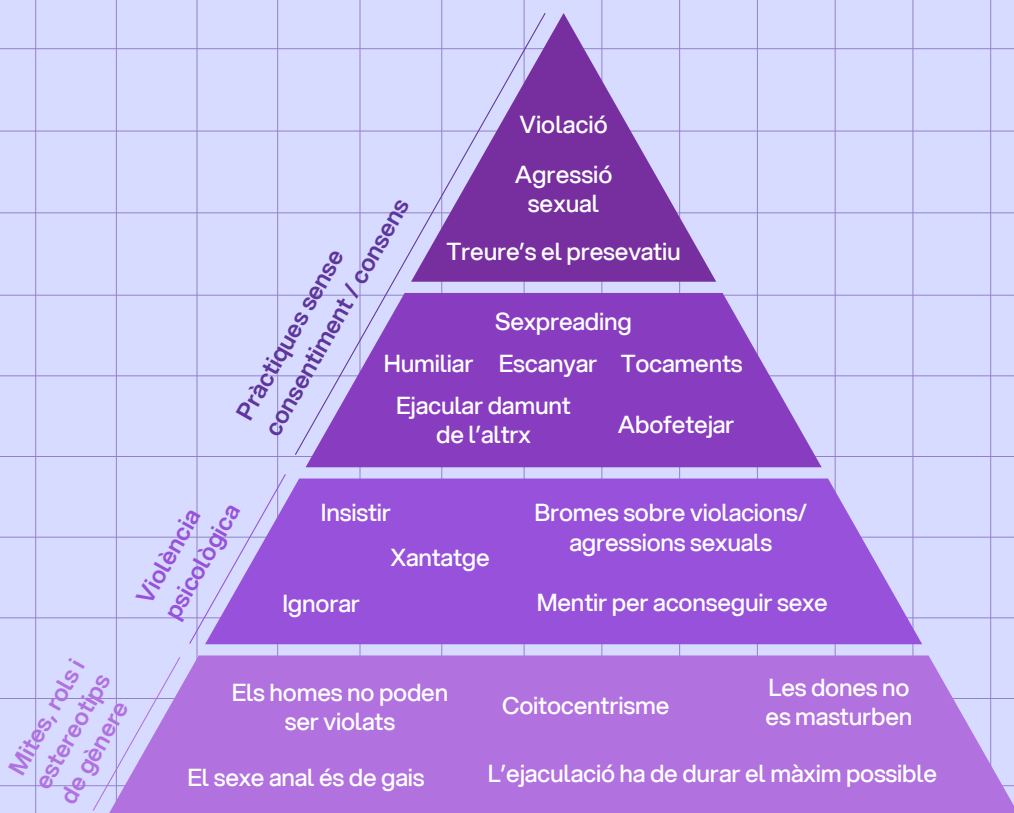 Violació
Agressió
sexual
Treure's el presevatiu
Pràctiques sense
consentiment / consens
Sexpreading
Humiliar Escanyar Tocaments
Ejacular damunt
de l'altrx
Abofetejar
Violència
psicològica
Insistir
Bromes sobre violacions/
agressions sexuals
Xantatge
Ignorar
Mentir per aconseguir sexe
Mites, rols i
estereotips
de gènere
Els homes no poden
ser violats
Coitocentrisme
Les dones no
es masturben
El sexe anal és de gais
L'ejaculació ha de durar el màxim possible